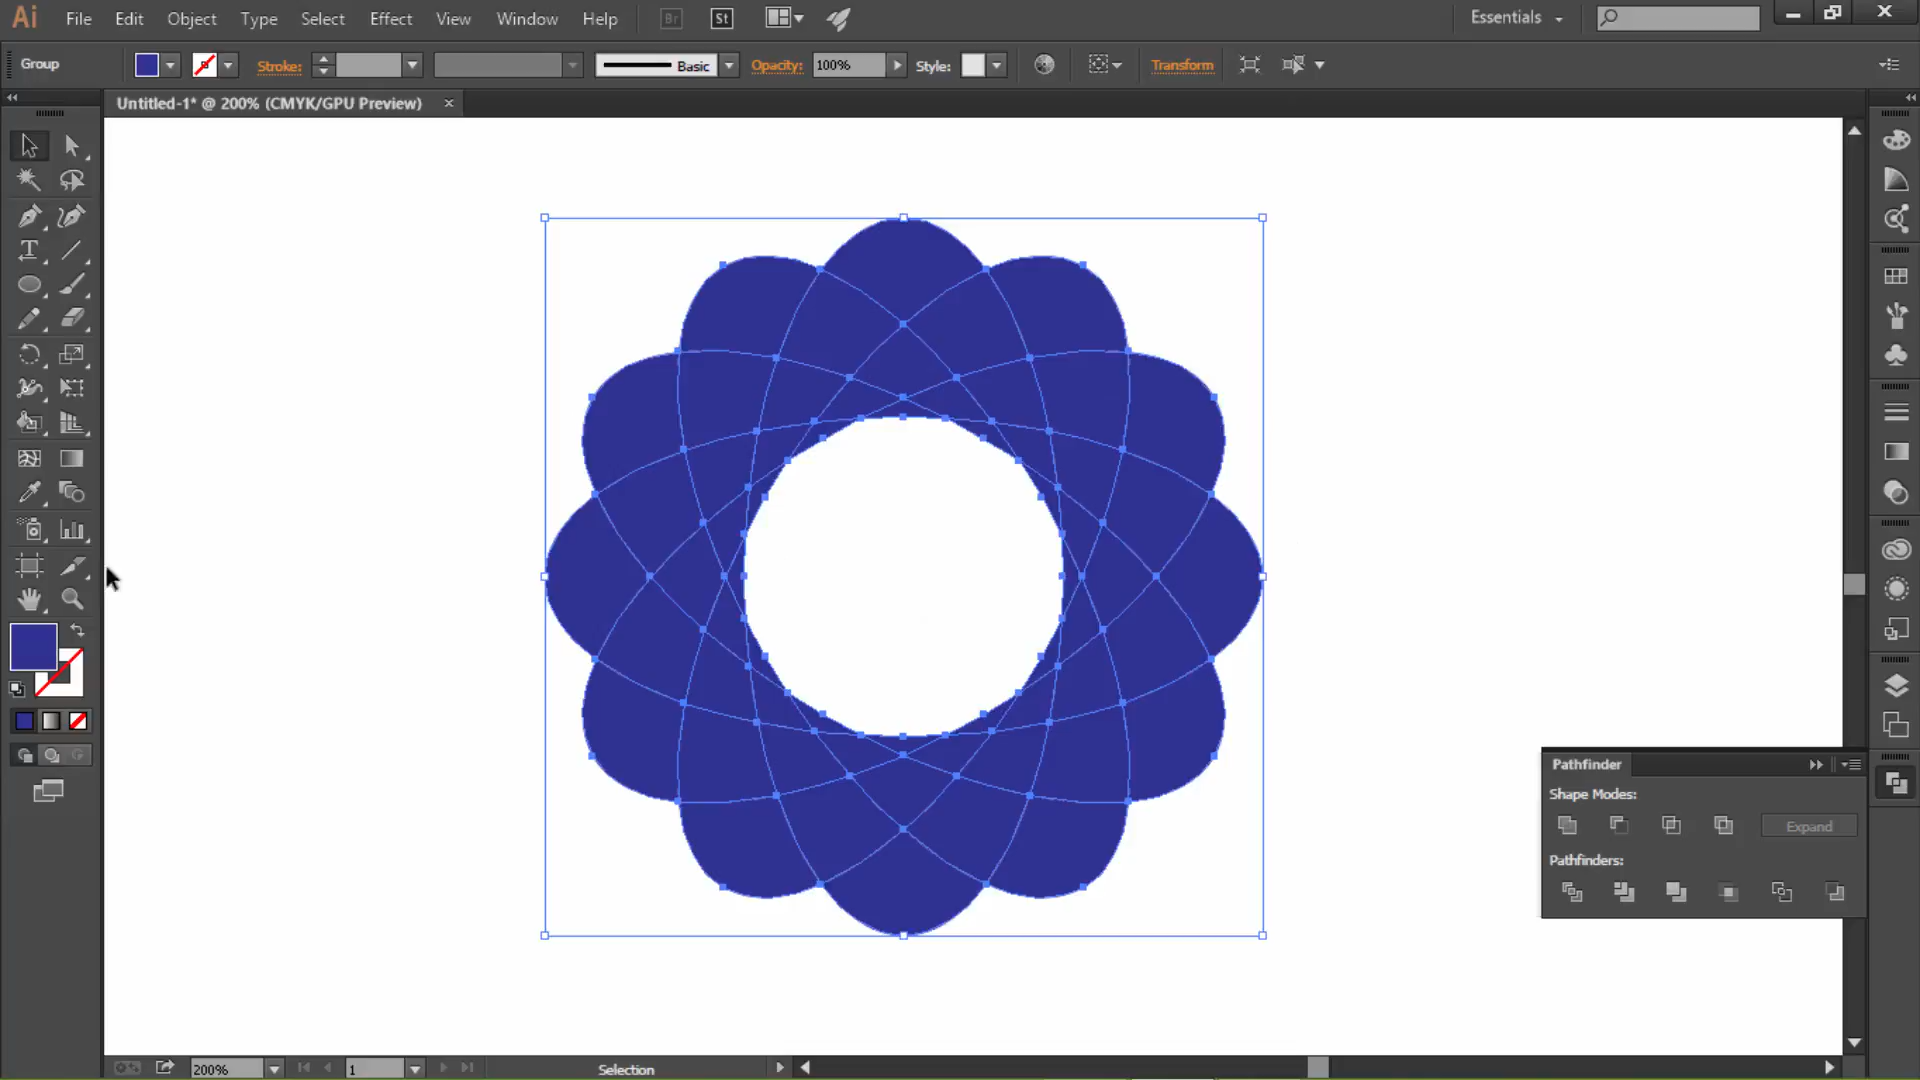 Ai File Edit Object Type Select Effect View Window Help Br St Essentials
Group Stroke: Basic Opacity: 100% Style: Transform
Untitled-1* @ 200% (CMYK/GPU Preview) ×
T
Pathfinder
Shape Modes:
Expand
Pathfinders:
200% 1 Selection